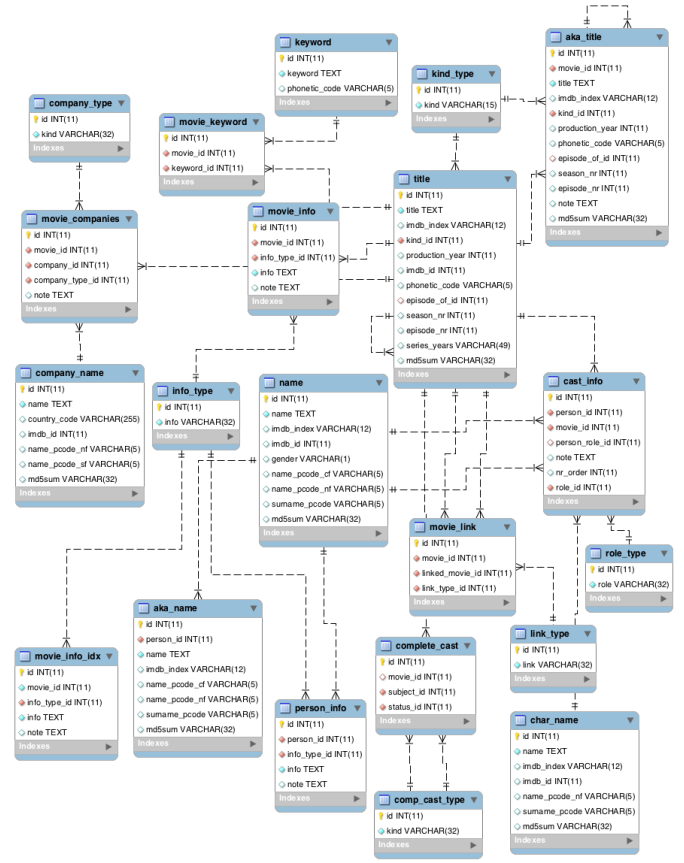 keyword
id INT(11)
keyword TEXT
phonetic_code VARCHAR(5)
Indexes
kind_type
id INT(11)
kind VARCHAR(15)
Indexes
aka_title
id INT(11)
movie_id INT(11)
title TEXT
imdb_index VARCHAR(12)
kind_id INT(11)
production_year INT(11)
phonetic_code VARCHAR(5)
episode_of_id INT(11)
season_nr INT(11)
episode_nr INT(11)
note TEXT
md5sum VARCHAR(32)
Indexes
company_type
id INT(11)
kind VARCHAR(32)
Indexes
movie_keyword
id INT(11)
movie_id INT(11)
keyword_id INT(11)
Indexes
title
id INT(11)
title TEXT
imdb_index VARCHAR(12)
kind_id INT(11)
production_year INT(11)
imdb_id INT(11)
phonetic_code VARCHAR(5)
episode_of_id INT(11)
season_nr INT(11)
episode_nr INT(11)
series_years VARCHAR(49)
md5sum VARCHAR(32)
Indexes
movie_companies
id INT(11)
movie_id INT(11)
company_id INT(11)
company_type_id INT(11)
note TEXT
Indexes
movie_info
id INT(11)
movie_id INT(11)
info_type_id INT(11)
info TEXT
note TEXT
Indexes
company_name
id INT(11)
name TEXT
country_code VARCHAR(255)
imdb_id INT(11)
name_pcode_nf VARCHAR(5)
name_pcode_sf VARCHAR(5)
md5sum VARCHAR(32)
Indexes
info_type
id INT(11)
info VARCHAR(32)
Indexes
name
id INT(11)
name TEXT
imdb_index VARCHAR(12)
imdb_id INT(11)
gender VARCHAR(1)
name_pcode_cf VARCHAR(5)
name_pcode_nf VARCHAR(5)
surname_pcode VARCHAR(5)
md5sum VARCHAR(32)
Indexes
cast_info
id INT(11)
person_id INT(11)
movie_id INT(11)
person_role_id INT(11)
note TEXT
nr_order INT(11)
role_id INT(11)
Indexes
movie_link
id INT(11)
movie_id INT(11)
linked_movie_id INT(11)
link_type_id INT(11)
Indexes
role_type
id INT(11)
role VARCHAR(32)
Indexes
aka_name
id INT(11)
person_id INT(11)
name TEXT
imdb_index VARCHAR(12)
name_pcode_cf VARCHAR(5)
name_pcode_nf VARCHAR(5)
surname_pcode VARCHAR(5)
md5sum VARCHAR(32)
Indexes
movie_info_idx
id INT(11)
movie_id INT(11)
info_type_id INT(11)
info TEXT
note TEXT
Indexes
complete_cast
id INT(11)
movie_id INT(11)
subject_id INT(11)
status_id INT(11)
Indexes
link_type
id INT(11)
link VARCHAR(32)
Indexes
person_info
id INT(11)
person_id INT(11)
info_type_id INT(11)
info TEXT
note TEXT
Indexes
char_name
id INT(11)
name TEXT
imdb_index VARCHAR(12)
imdb_id INT(11)
name_pcode_nf VARCHAR(5)
surname_pcode VARCHAR(5)
md5sum VARCHAR(32)
Indexes
comp_cast_type
id INT(11)
kind VARCHAR(32)
Indexes